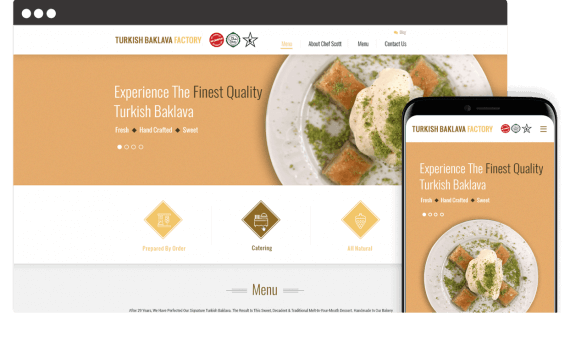 Blog
TURKISH BAKLAVA FACTORY
Menu About Chef Scott Menu Contact Us
Experience The Finest Quality
Turkish Baklava
Fresh ◆ Hand Crafted ◆ Sweet
Prepared By Order
Catering
All Natural
Menu
After 29 Years, We Have Perfected Our Signature Turkish Baklava. The Result Is This Sweet, Decadent & Traditional Melt-In-Your-Mouth Dessert. Handmade In Our Bakery
TURKISH BAKLAVA FACTORY
Experience The Finest Quality
Turkish Baklava
Fresh ◆ Hand Crafted ◆ Sweet